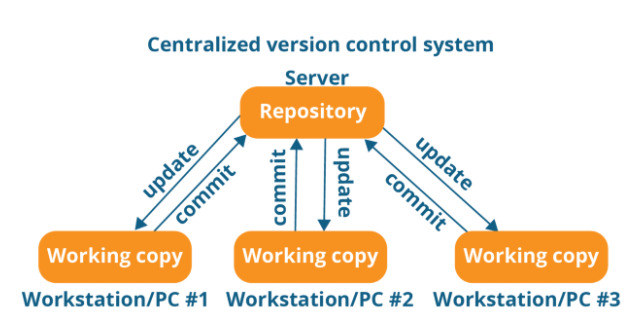 Centralized version control system
Server
Repository
update
commit
commit
update
update
commit
Working copy
Working copy
Working copy
Workstation/PC #1
Workstation/PC #2
Workstation/PC #3